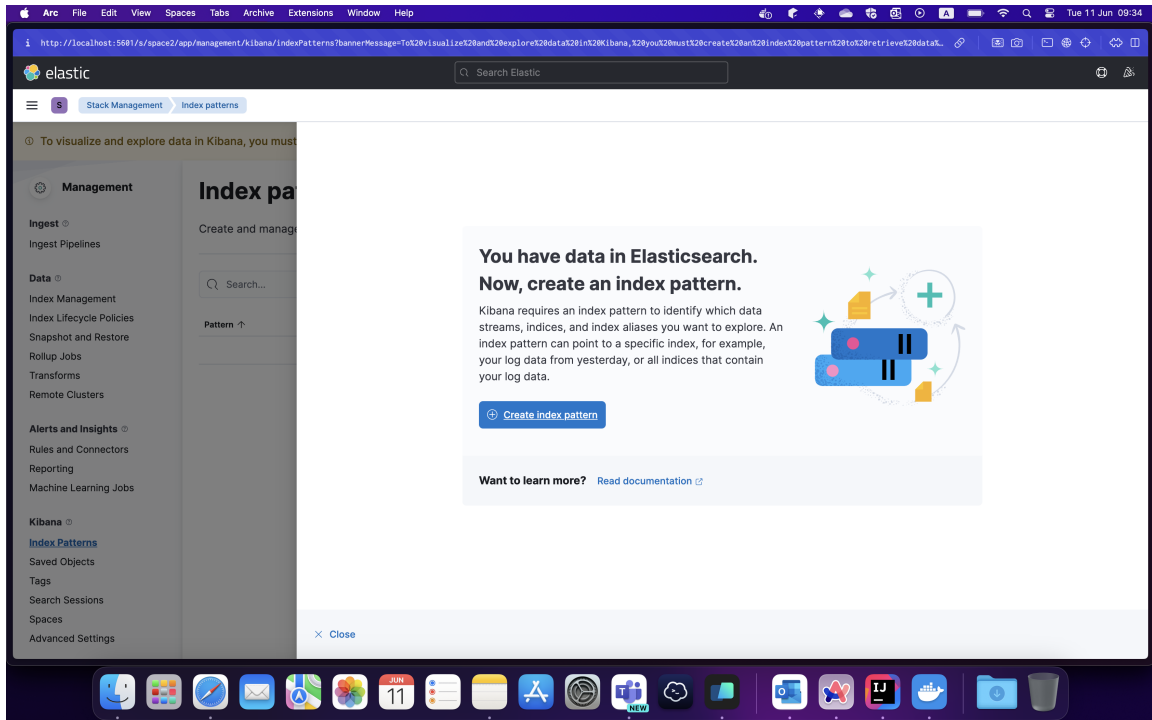 Arc File Edit View Spaces Tabs Archive Extensions Window Help
A
Tue 11 Jun 09:34
i http://localhost:5601/s/space2/app/management/kibana/indexPatterns?bannerMessage=To%20visualize%20and%20explore%20data%20in%20Kibana,%20you%20must%20create%20an%20index%20pattern%20to%20retrieve%20data%…
elastic
Search Elastic
S
Stack Management
Index patterns
To visualize and explore data in Kibana, you must
Management
Ingest
Ingest Pipelines
Data
Index Management
Index Lifecycle Policies
Snapshot and Restore
Rollup Jobs
Transforms
Remote Clusters
Alerts and Insights
Rules and Connectors
Reporting
Machine Learning Jobs
Kibana
Index Patterns
Saved Objects
Tags
Search Sessions
Spaces
Advanced Settings
Index pa
Create and manage
Search...
Pattern ↑
You have data in Elasticsearch.
Now, create an index pattern.
Kibana requires an index pattern to identify which data
streams, indices, and index aliases you want to explore. An
index pattern can point to a specific index, for example,
your log data from yesterday, or all indices that contain
your log data.
Create index pattern
Want to learn more? Read documentation
Close
JUN
11
NEW
IJ